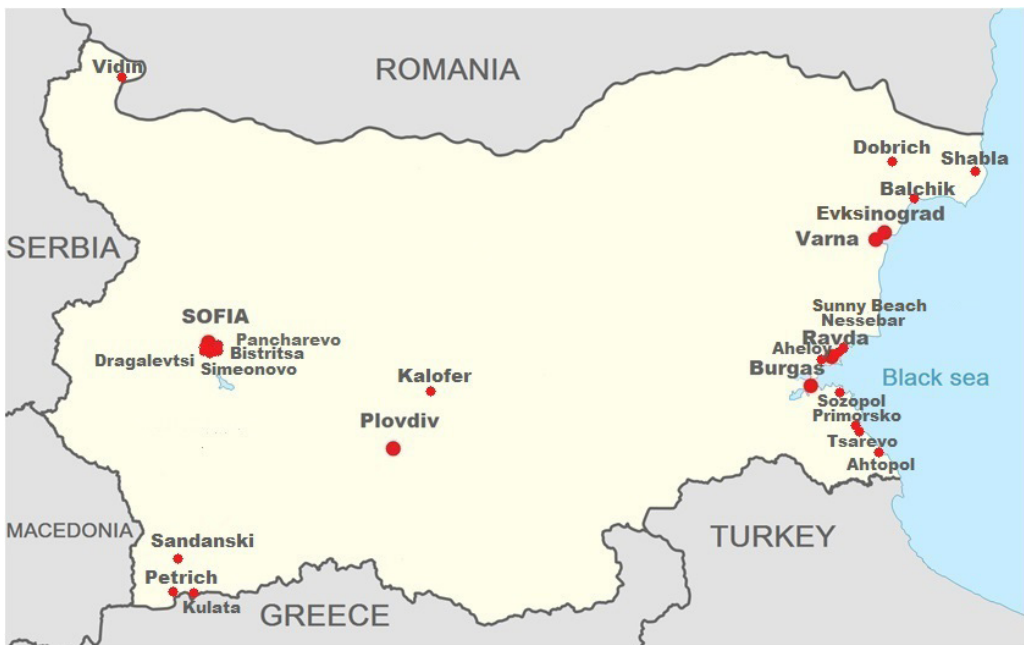 Vidin
ROMANIA
Dobrich
Shabla
Balchik
Evksinograd
Varna
SERBIA
Sunny Beach
Nessebar
SOFIA
Pancharevo
Ravda
Aheloy
Dragalevtsi
Bistritsa
Simeonovo
Burgas
Kalofer
Black sea
Sozopol
Plovdiv
Primorsko
Tsarevo
Ahtopol
MACEDONIA
TURKEY
Sandanski
Petrich
Kulata
GREECE